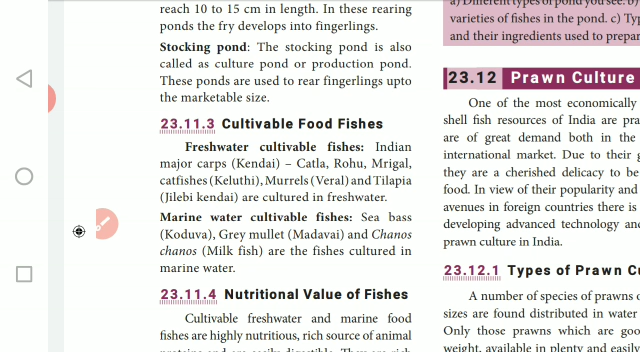 reach 10 to 15 cm in length. In these rearing
ponds the fry develops into fingerlings.
Stocking pond: The stocking pond is also
called as culture pond or production pond.
These ponds are used to rear fingerlings upto
the marketable size.
23.11.3 Cultivable Food Fishes
Freshwater cultivable fishes: Indian
major carps (Kendai) – Catla, Rohu, Mrigal,
catfishes (Keluthi), Murrels (Veral) and Tilapia
(Jilebi kendai) are cultured in freshwater.
Marine water cultivable fishes: Sea bass
(Koduva), Grey mullet (Madavai) and Chanos
chanos (Milk fish) are the fishes cultured in
marine water.
23.11.4 Nutritional Value of Fishes
Cultivable freshwater and marine food
fishes are highly nutritious, rich source of animal
a) Different types of pond you see. b)
varieties of fishes in the pond. c) Typ
and their ingredients used to prepar
23.12 Prawn Culture
One of the most economically
shell fish resources of India are pra
are of great demand both in the
international market. Due to their g
they are a cherished delicacy to be
food. In view of their popularity and
avenues in foreign countries there is
developing advanced technology and
prawn culture in India.
23.12.1 Types of Prawn Cu
A number of species of prawns o
sizes are found distributed in water
Only those prawns which are goo
weight, available in plenty and easily